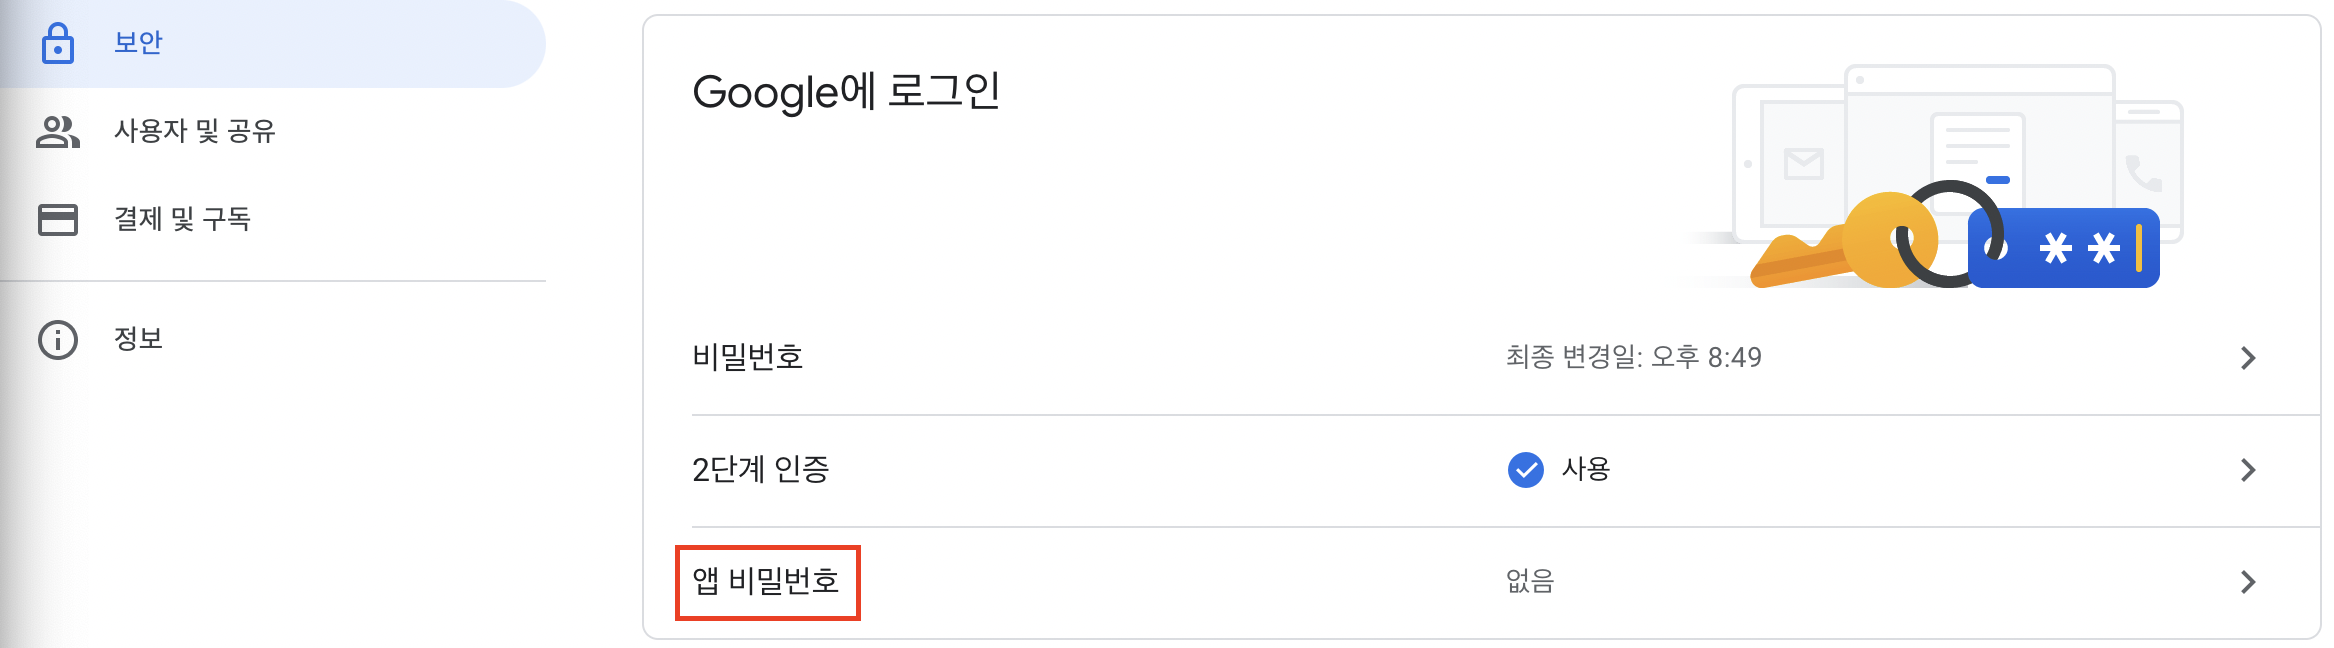 보안
사용자 및 공유
결제 및 구독
정보
Google에 로그인
비밀번호
최종 변경일: 오후 8:49
2단계 인증
사용
앱 비밀번호
없음